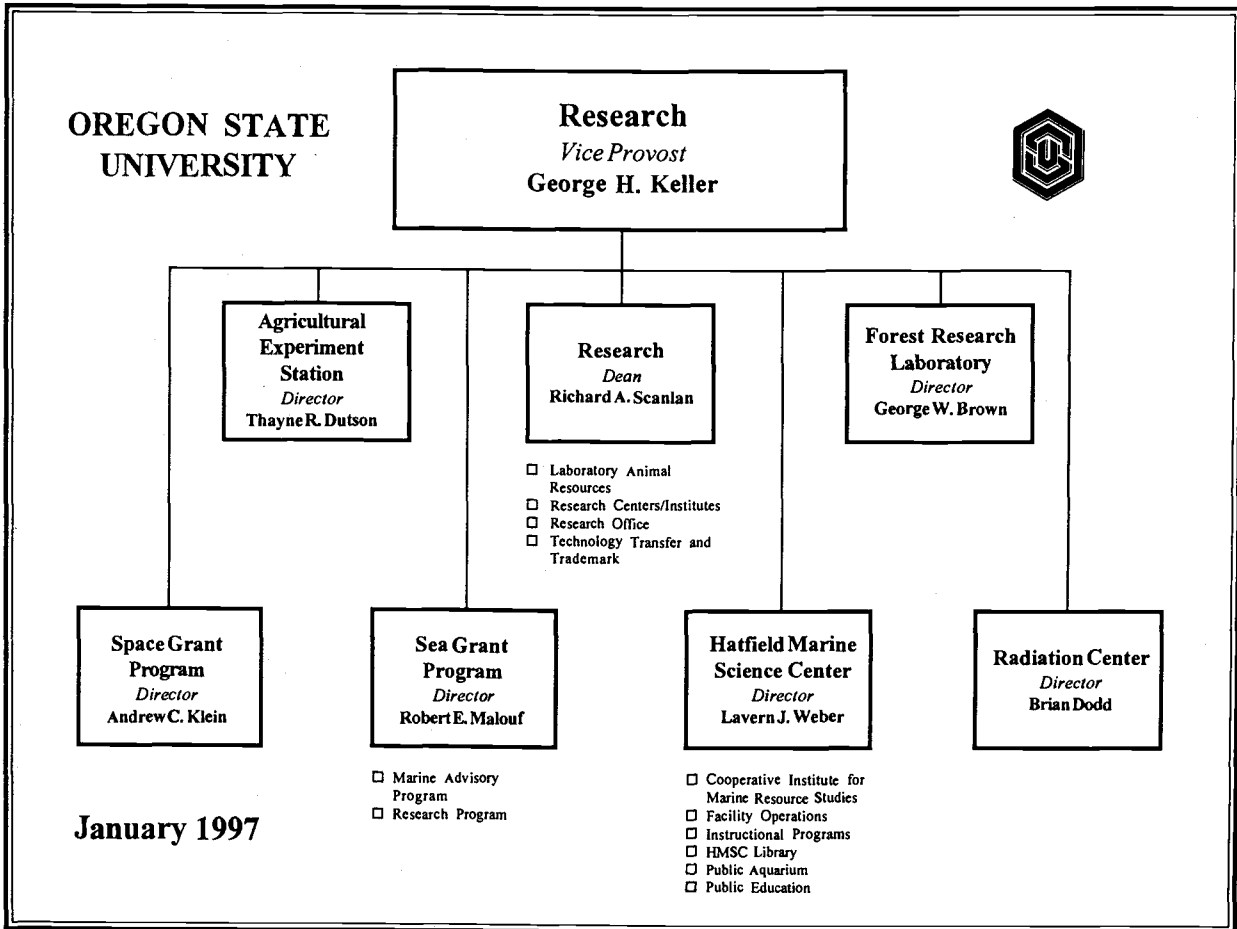 OREGON STATE
UNIVERSITY
Research
Vice Provost
George H. Keller
OSU
Agricultural
Experiment
Station
Director
Thayne R. Dutson
Research
Dean
Richard A. Scanlan
☐ Laboratory Animal
Resources
☐ Research Centers/Institutes
☐ Research Office
☐ Technology Transfer and
Trademark
Forest Research
Laboratory
Director
George W. Brown
Space Grant
Program
Director
Andrew C. Klein
Sea Grant
Program
Director
Robert E. Malouf
☐ Marine Advisory
Program
☐ Research Program
Hatfield Marine
Science Center
Director
Lavern J. Weber
☐ Cooperative Institute for
Marine Resource Studies
☐ Facility Operations
☐ Instructional Programs
☐ HMSC Library
☐ Public Aquarium
☐ Public Education
Radiation Center
Director
Brian Dodd
January 1997